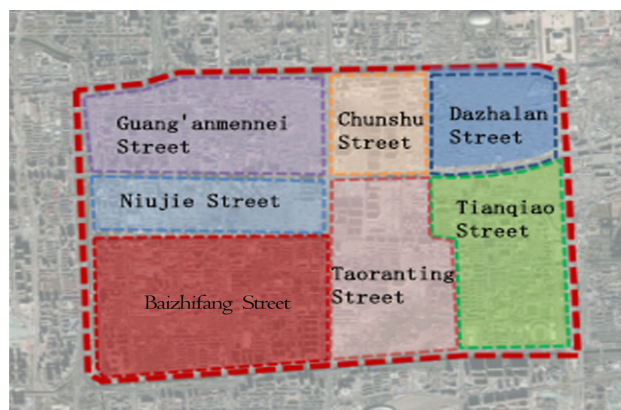 Guang'anmennei
Street
Chunshu
Street
Dazhalan
Street
Niujie Street
Tianqiao
Street
Baizhifang Street
Taoranting
Street